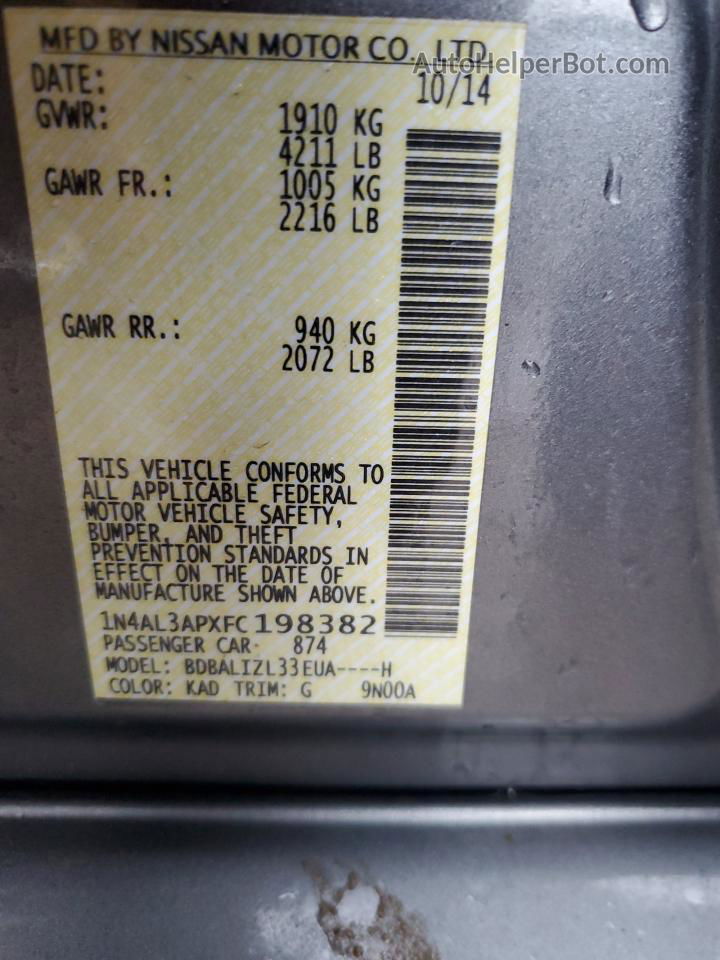 MFD BY NISSAN MOTOR CO., LTD.
AutoHelperBot.com
DATE: 10/14
GVWR: 1910 KG
4211 LB
GAWR FR.: 1005 KG
2216 LB
GAWR RR.: 940 KG
2072 LB
THIS VEHICLE CONFORMS TO
ALL APPLICABLE FEDERAL
MOTOR VEHICLE SAFETY,
BUMPER, AND THEFT
PREVENTION STANDARDS IN
EFFECT ON THE DATE OF
MANUFACTURE SHOWN ABOVE.
1N4AL3APXFC198382
PASSENGER CAR 874
MODEL: BDBALIZL33EUA----H
COLOR: KAD TRIM: G 9N00A